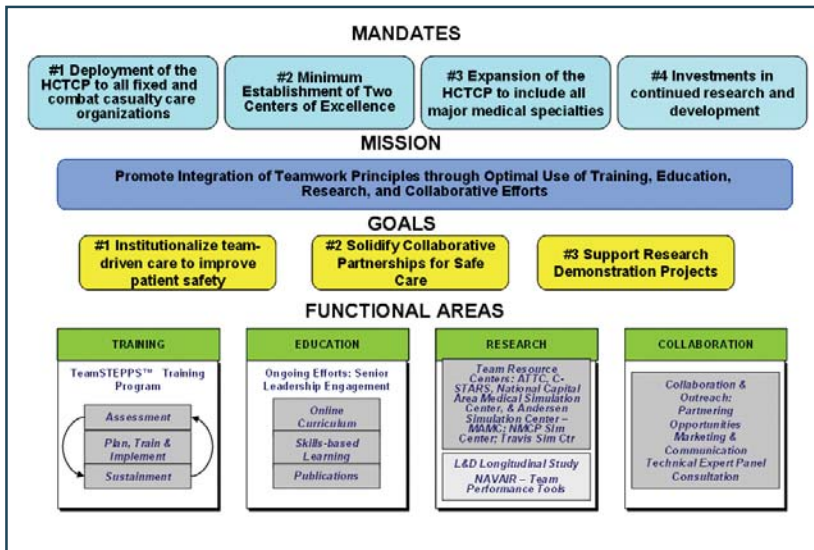 MANDATES
#1 Deployment of the
HCTCP to all fixed and
combat casualty care
organizations
#2 Minimum
Establishment of Two
Centers of Excellence
#3 Expansion of the
HCTCP to include all
major medical specialties
#4 Investments in
continued research and
development
MISSION
Promote Integration of Teamwork Principles through Optimal Use of Training, Education,
Research, and Collaborative Efforts
GOALS
#1 Institutionalize team-
driven care to improve
patient safety
#2 Solidify Collaborative
Partnerships for Safe
Care
#3 Support Research
Demonstration Projects
FUNCTIONAL AREAS
TRAINING
TeamSTEPPS™ Training
Program
Assessment
Plan, Train &
Implement
Sustainment
EDUCATION
Ongoing Efforts: Senior
Leadership Engagement
Online
Curriculum
Skills-based
Learning
Publications
RESEARCH
Team Resource
Centers: ATTC, C-
STARS, National Capital
Area Medical Simulation
Center, & Andersen
Simulation Center –
MAMC; NMCP Sim
Center; Travis Sim Ctr
L&D Longitudinal Study
NAVAIR – Team
Performance Tools
COLLABORATION
Collaboration &
Outreach:
Partnering
Opportunities
Marketing &
Communication
Technical Expert Panel
Consultation